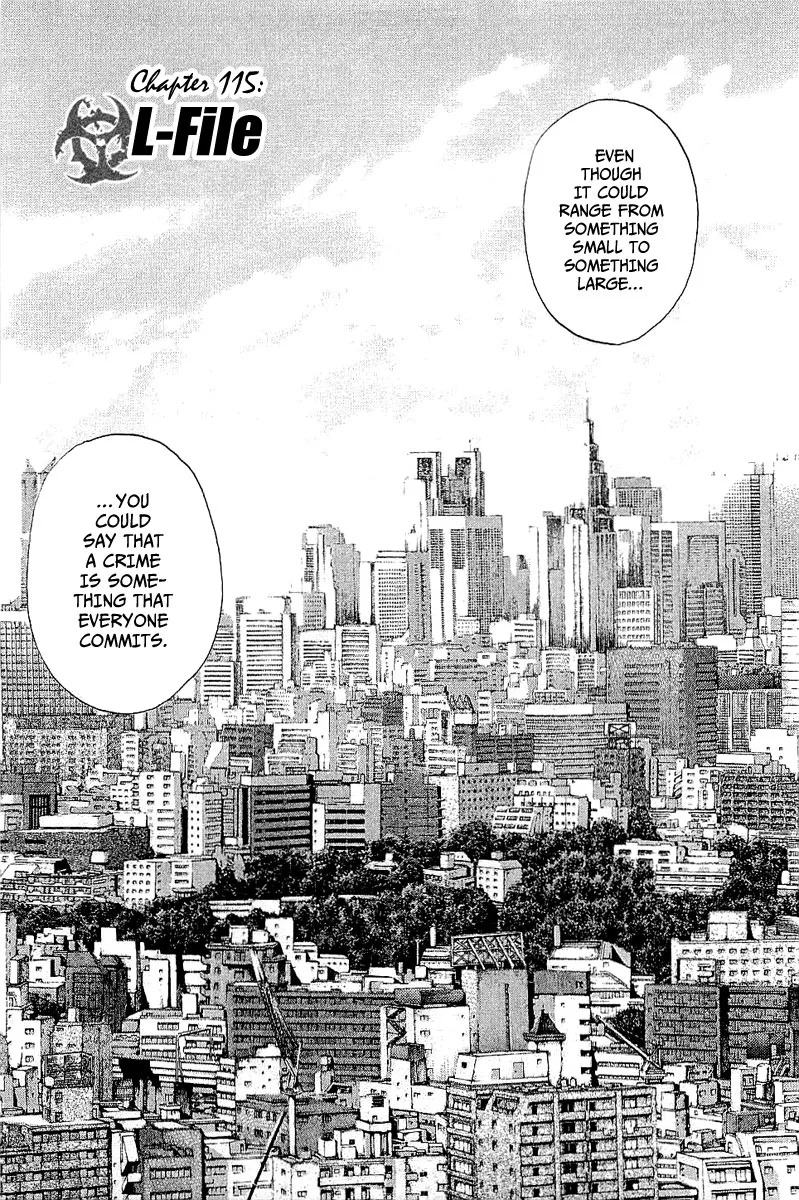 Chapter 115:
L-File
EVEN
THOUGH
IT COULD
RANGE FROM
SOMETHING
SMALL TO
SOMETHING
LARGE...
...YOU
COULD
SAY THAT
A CRIME
IS SOME-
THING THAT
EVERYONE
COMMITS.